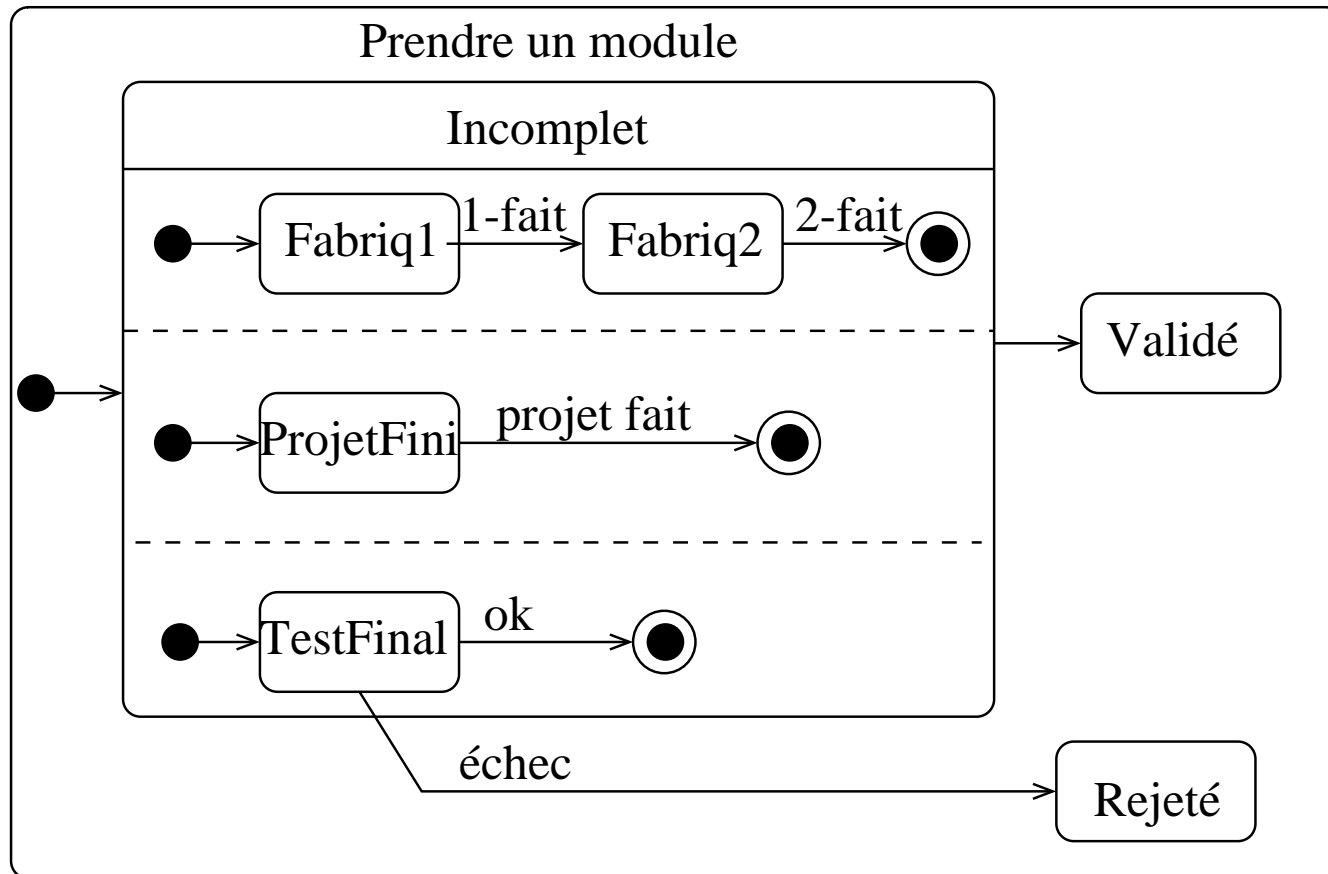 Prendre un module
Incomplet
Fabriq1
1-fait
Fabriq2
2-fait
Validé
ProjetFini
projet fait
TestFinal
ok
échec
Rejeté